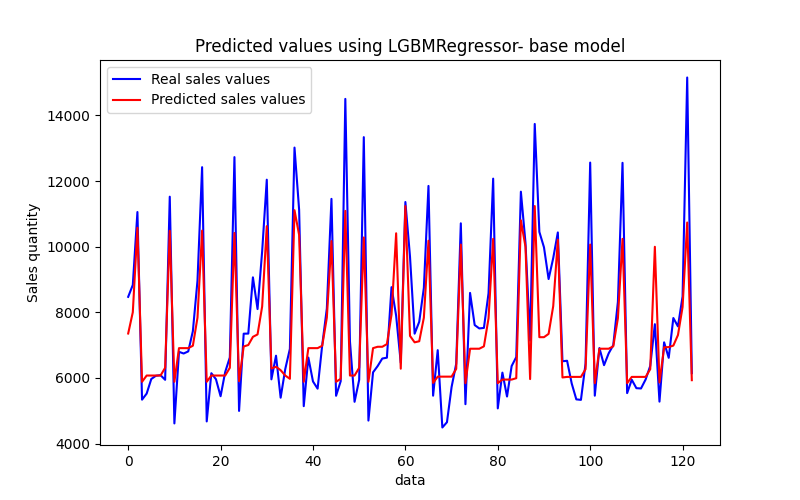 Predicted values using LGBMRegressor- base model
Real sales values
Predicted sales values
14000
12000
10000
8000
6000
4000
Sales quantity
0 20 40 60 80 100 120
data